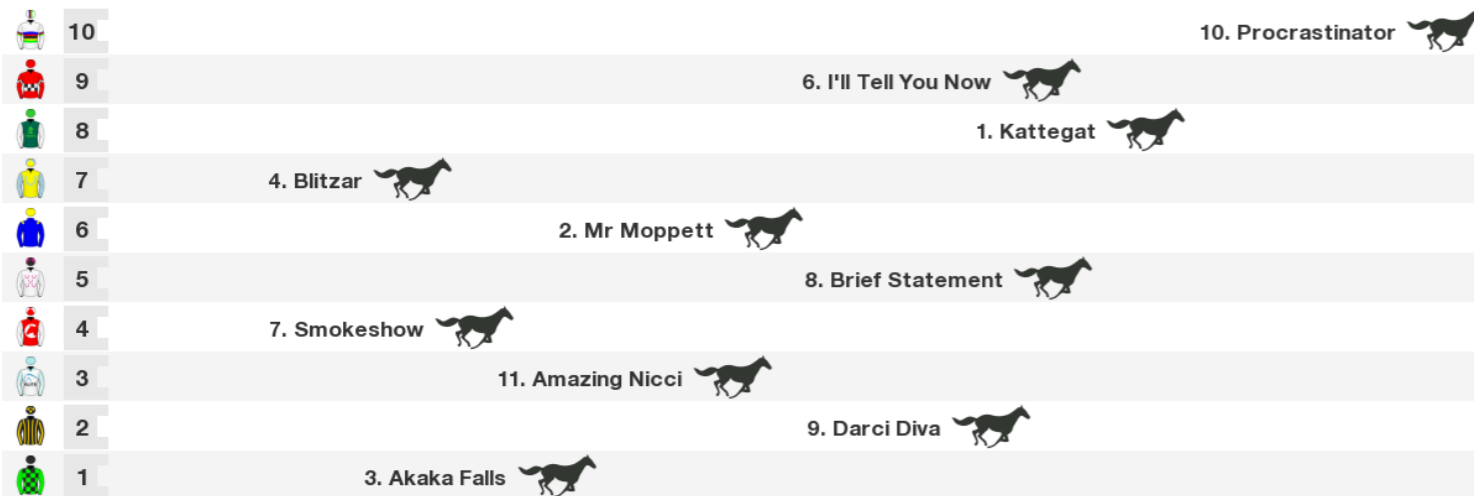 10 10. Procrastinator
9 6. I'll Tell You Now
8 1. Kattegat
7 4. Blitzar
6 2. Mr Moppett
5 8. Brief Statement
4 7. Smokeshow
3 11. Amazing Nicci
2 9. Darci Diva
1 3. Akaka Falls